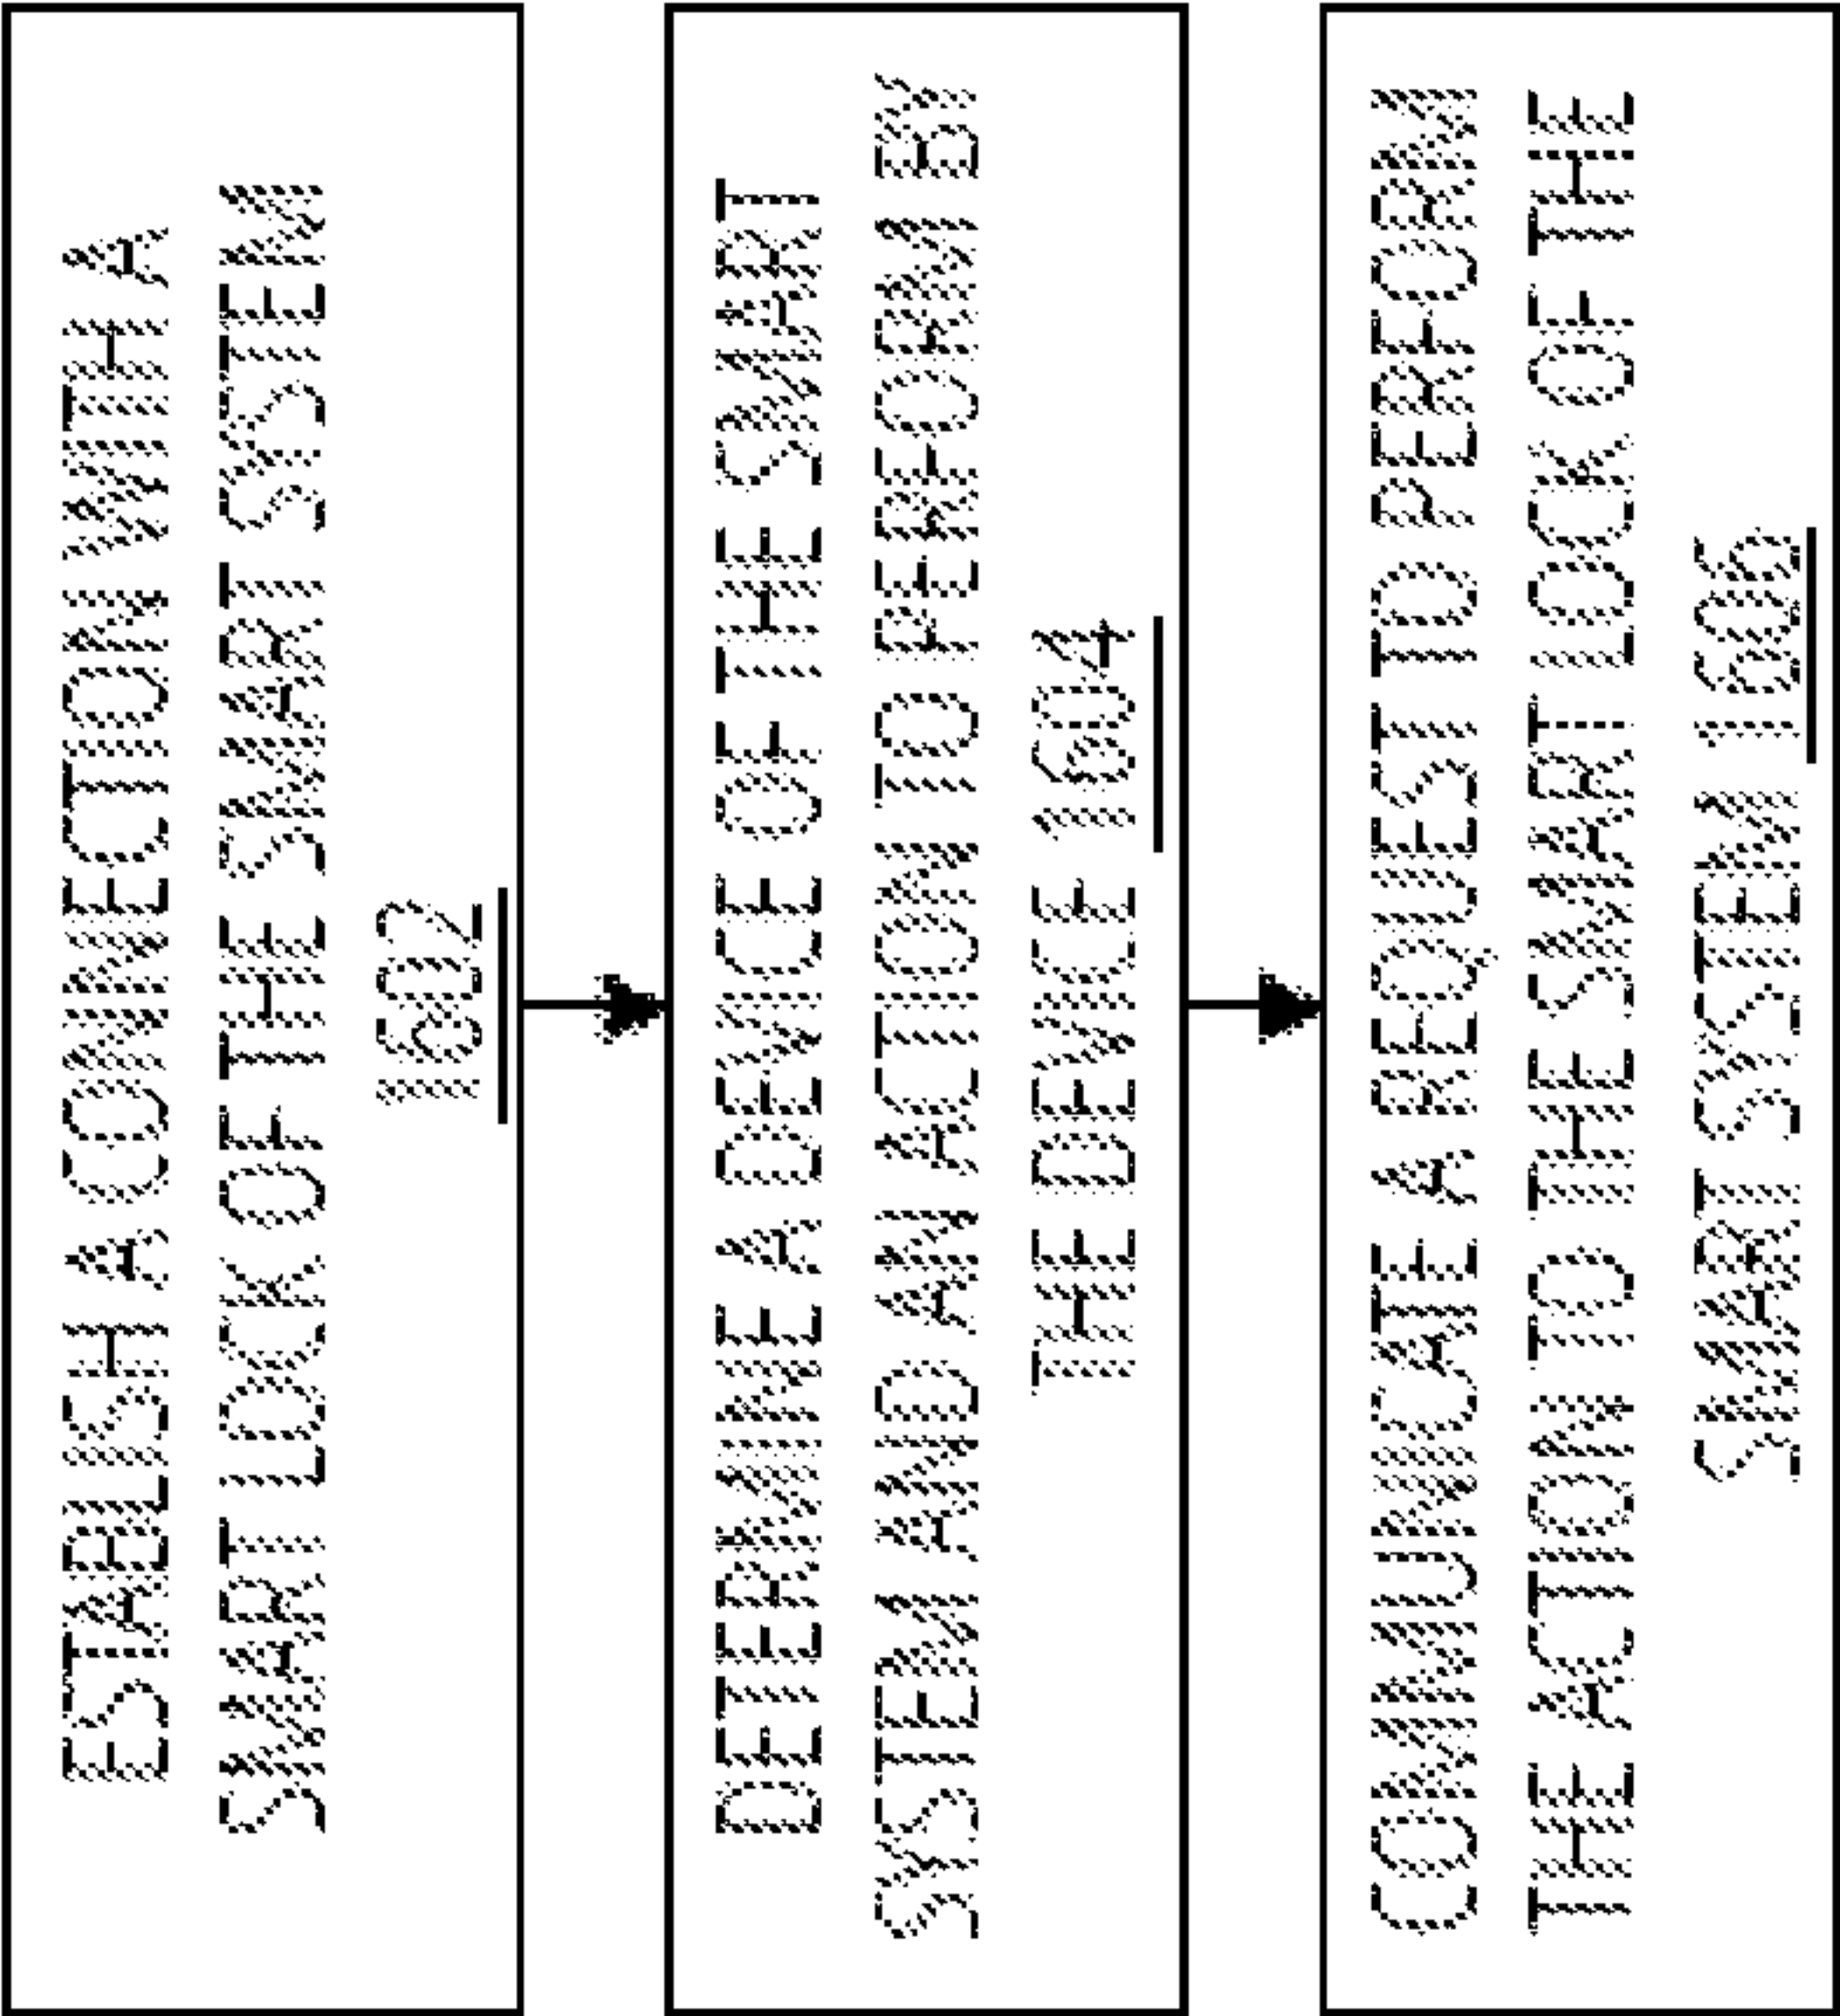 ESTABLISH A CONNECTION WITH A
SMART LOCK OF THE SMART SYSTEM
1602
DETERMINE A DEVICE OF THE SMART
SYSTEM AND AN ACTION TO PERFORM BY
THE DEVICE 1604
COMMUNICATE A REQUEST TO PERFORM
THE ACTION TO THE SMART LOCK OF THE
SMART SYSTEM 1606